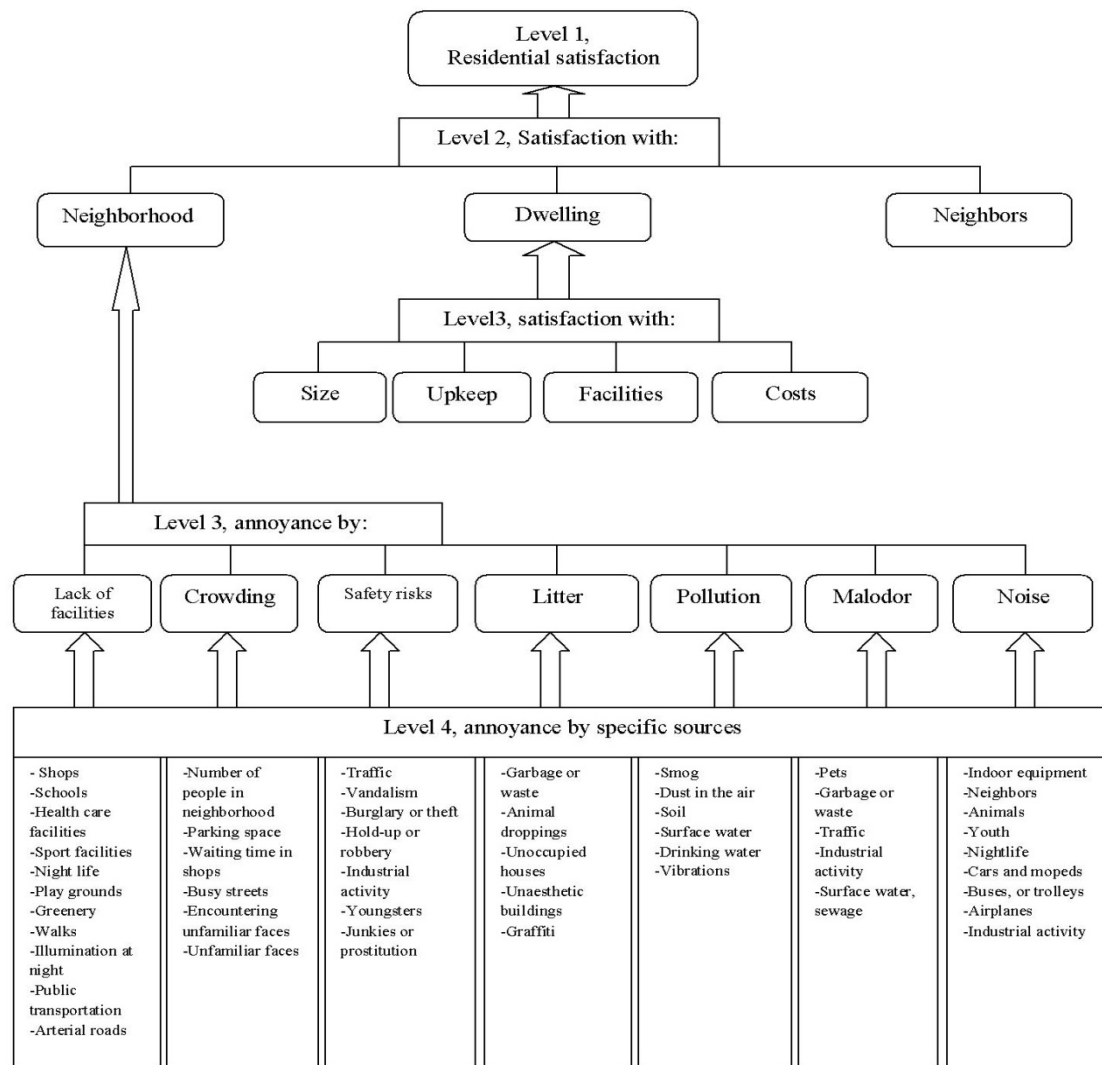 Level 1,
Residential satisfaction
Level 2, Satisfaction with:
Neighborhood
Dwelling
Neighbors
Level3, satisfaction with:
Size
Upkeep
Facilities
Costs
Level 3, annoyance by:
Lack of
facilities
Crowding
Safety risks
Litter
Pollution
Malodor
Noise
Level 4, annoyance by specific sources
- Shops
-Schools
-Health care
facilities
-Sport facilities
-Night life
-Play grounds
-Greenery
-Walks
-Illumination at
night
-Public
transportation
-Arterial roads
-Number of
people in
neighborhood
-Parking space
-Waiting time in
shops
-Busy streets
-Encountering
unfamiliar faces
-Unfamiliar faces
-Traffic
-Vandalism
-Burglary or theft
-Hold-up or
robbery
-Industrial
activity
-Youngsters
-Junkies or
prostitution
-Garbage or
waste
-Animal
droppings
-Unoccupied
houses
-Unaesthetic
buildings
-Graffiti
-Smog
-Dust in the air
-Soil
-Surface water
-Drinking water
-Vibrations
-Pets
-Garbage or
waste
-Traffic
-Industrial
activity
-Surface water,
sewage
-Indoor equipment
-Neighbors
-Animals
-Youth
-Nightlife
-Cars and mopeds
-Buses, or trolleys
-Airplanes
-Industrial activity